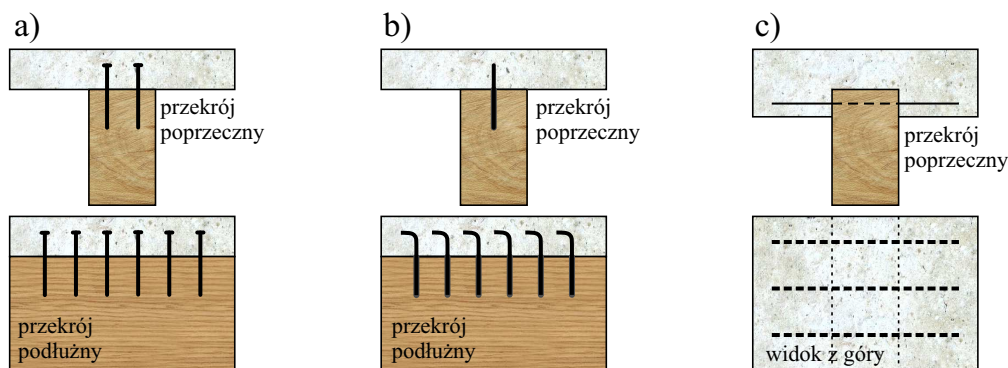 a)
przekrój
poprzeczny
przekrój
podłużny
b)
przekrój
poprzeczny
przekrój
podłużny
c)
przekrój
poprzeczny
widok z góry